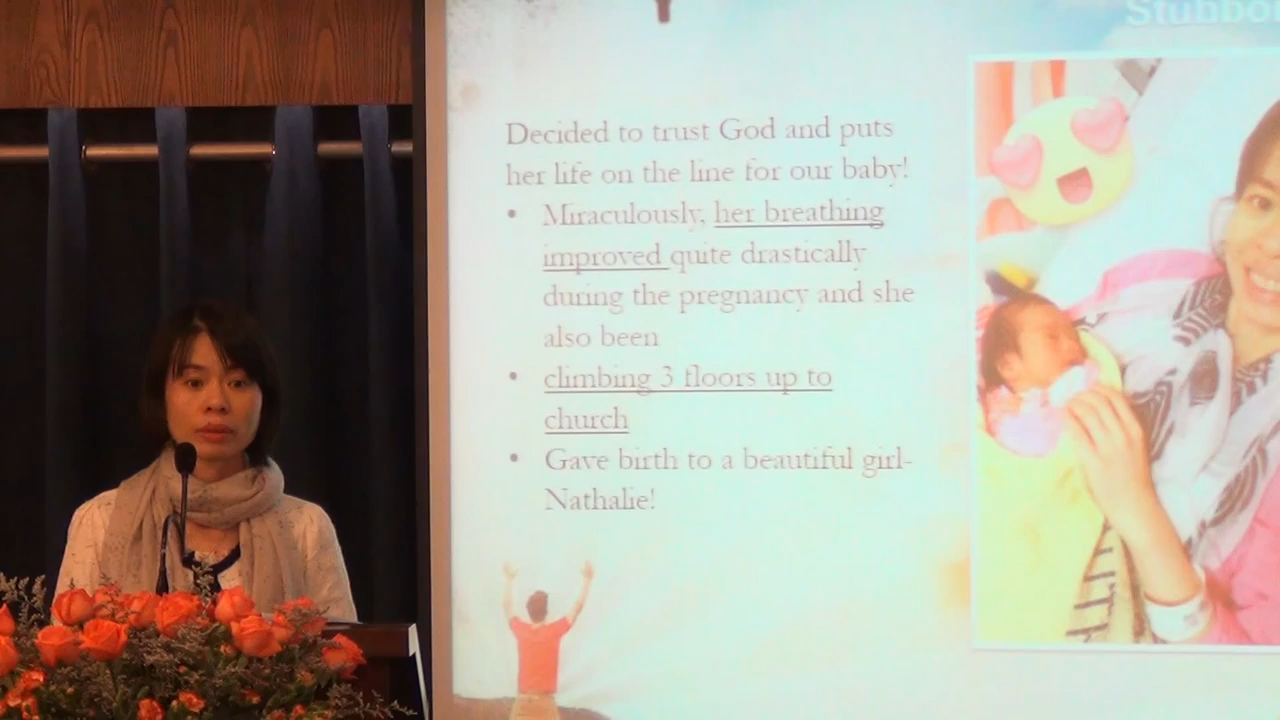 Stubbor
Decided to trust God and puts
her life on the line for our baby!
• Miraculously, her breathing
improved quite drastically
during the pregnancy and she
also been
• climbing 3 floors up to
church
• Gave birth to a beautiful girl-
Nathalie!